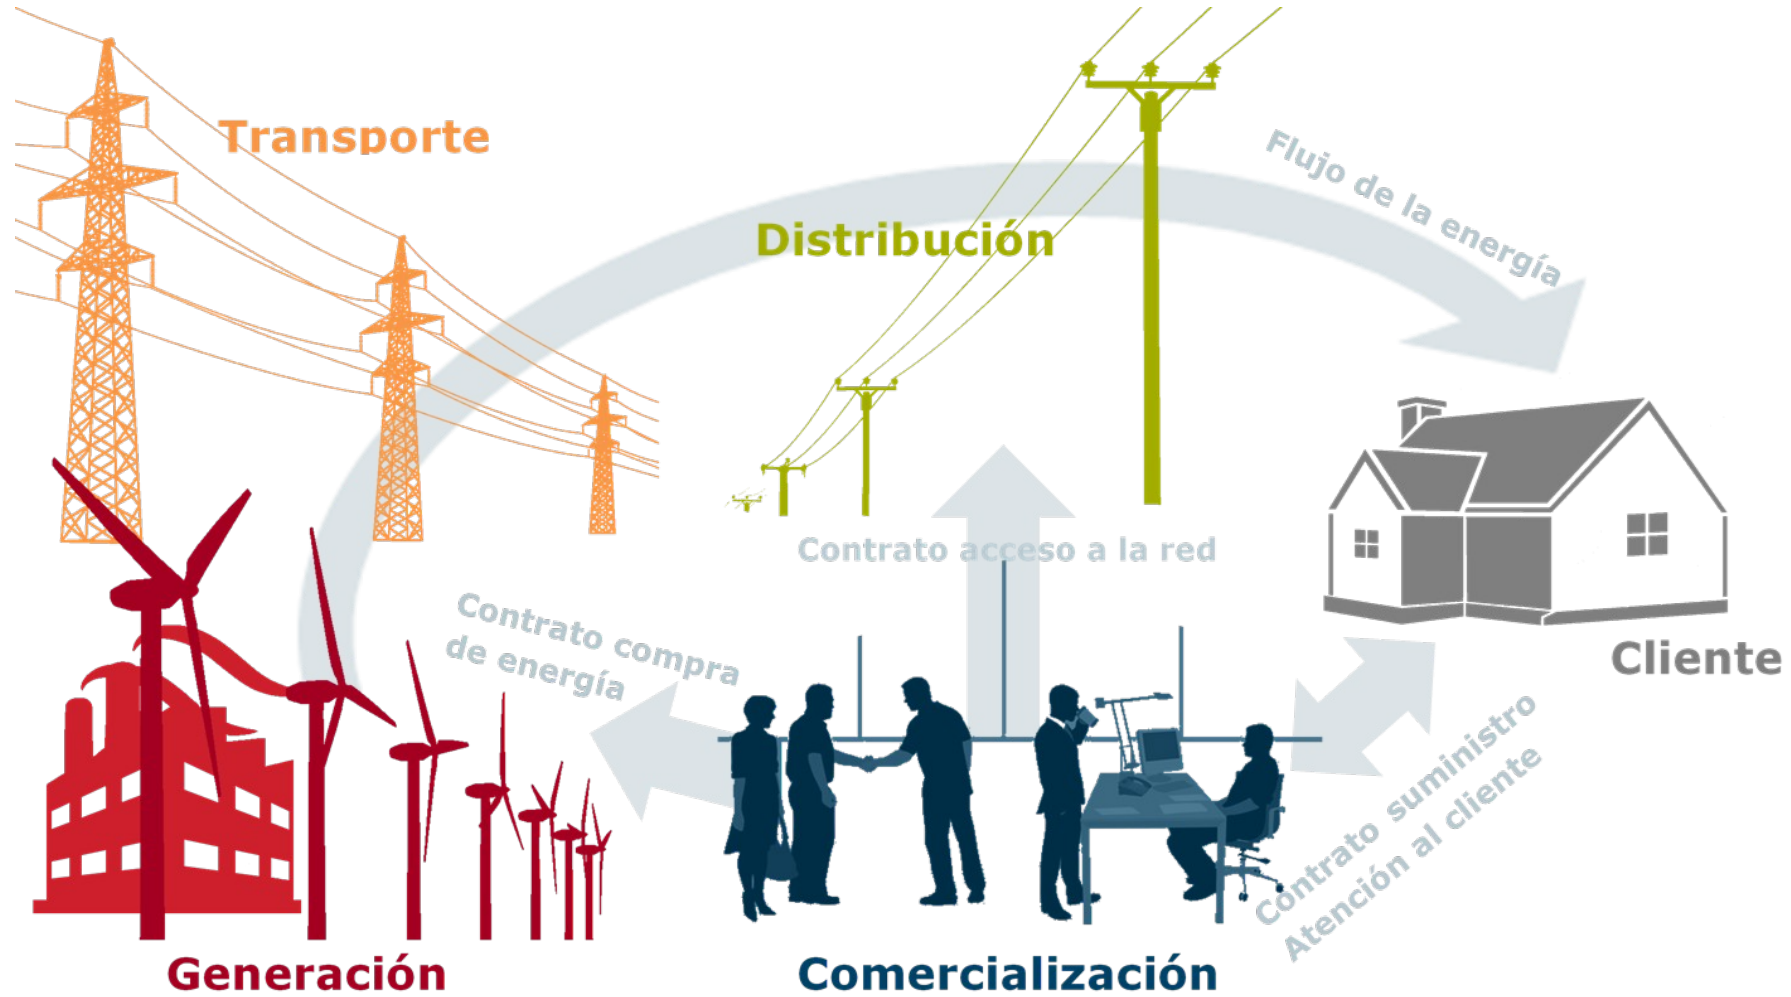 Transporte
Flujo de la energía
Distribución
Contrato acceso a la red
Contrato compra
de energía
Cliente
Contrato suministro
Atención al cliente
Generación
Comercialización